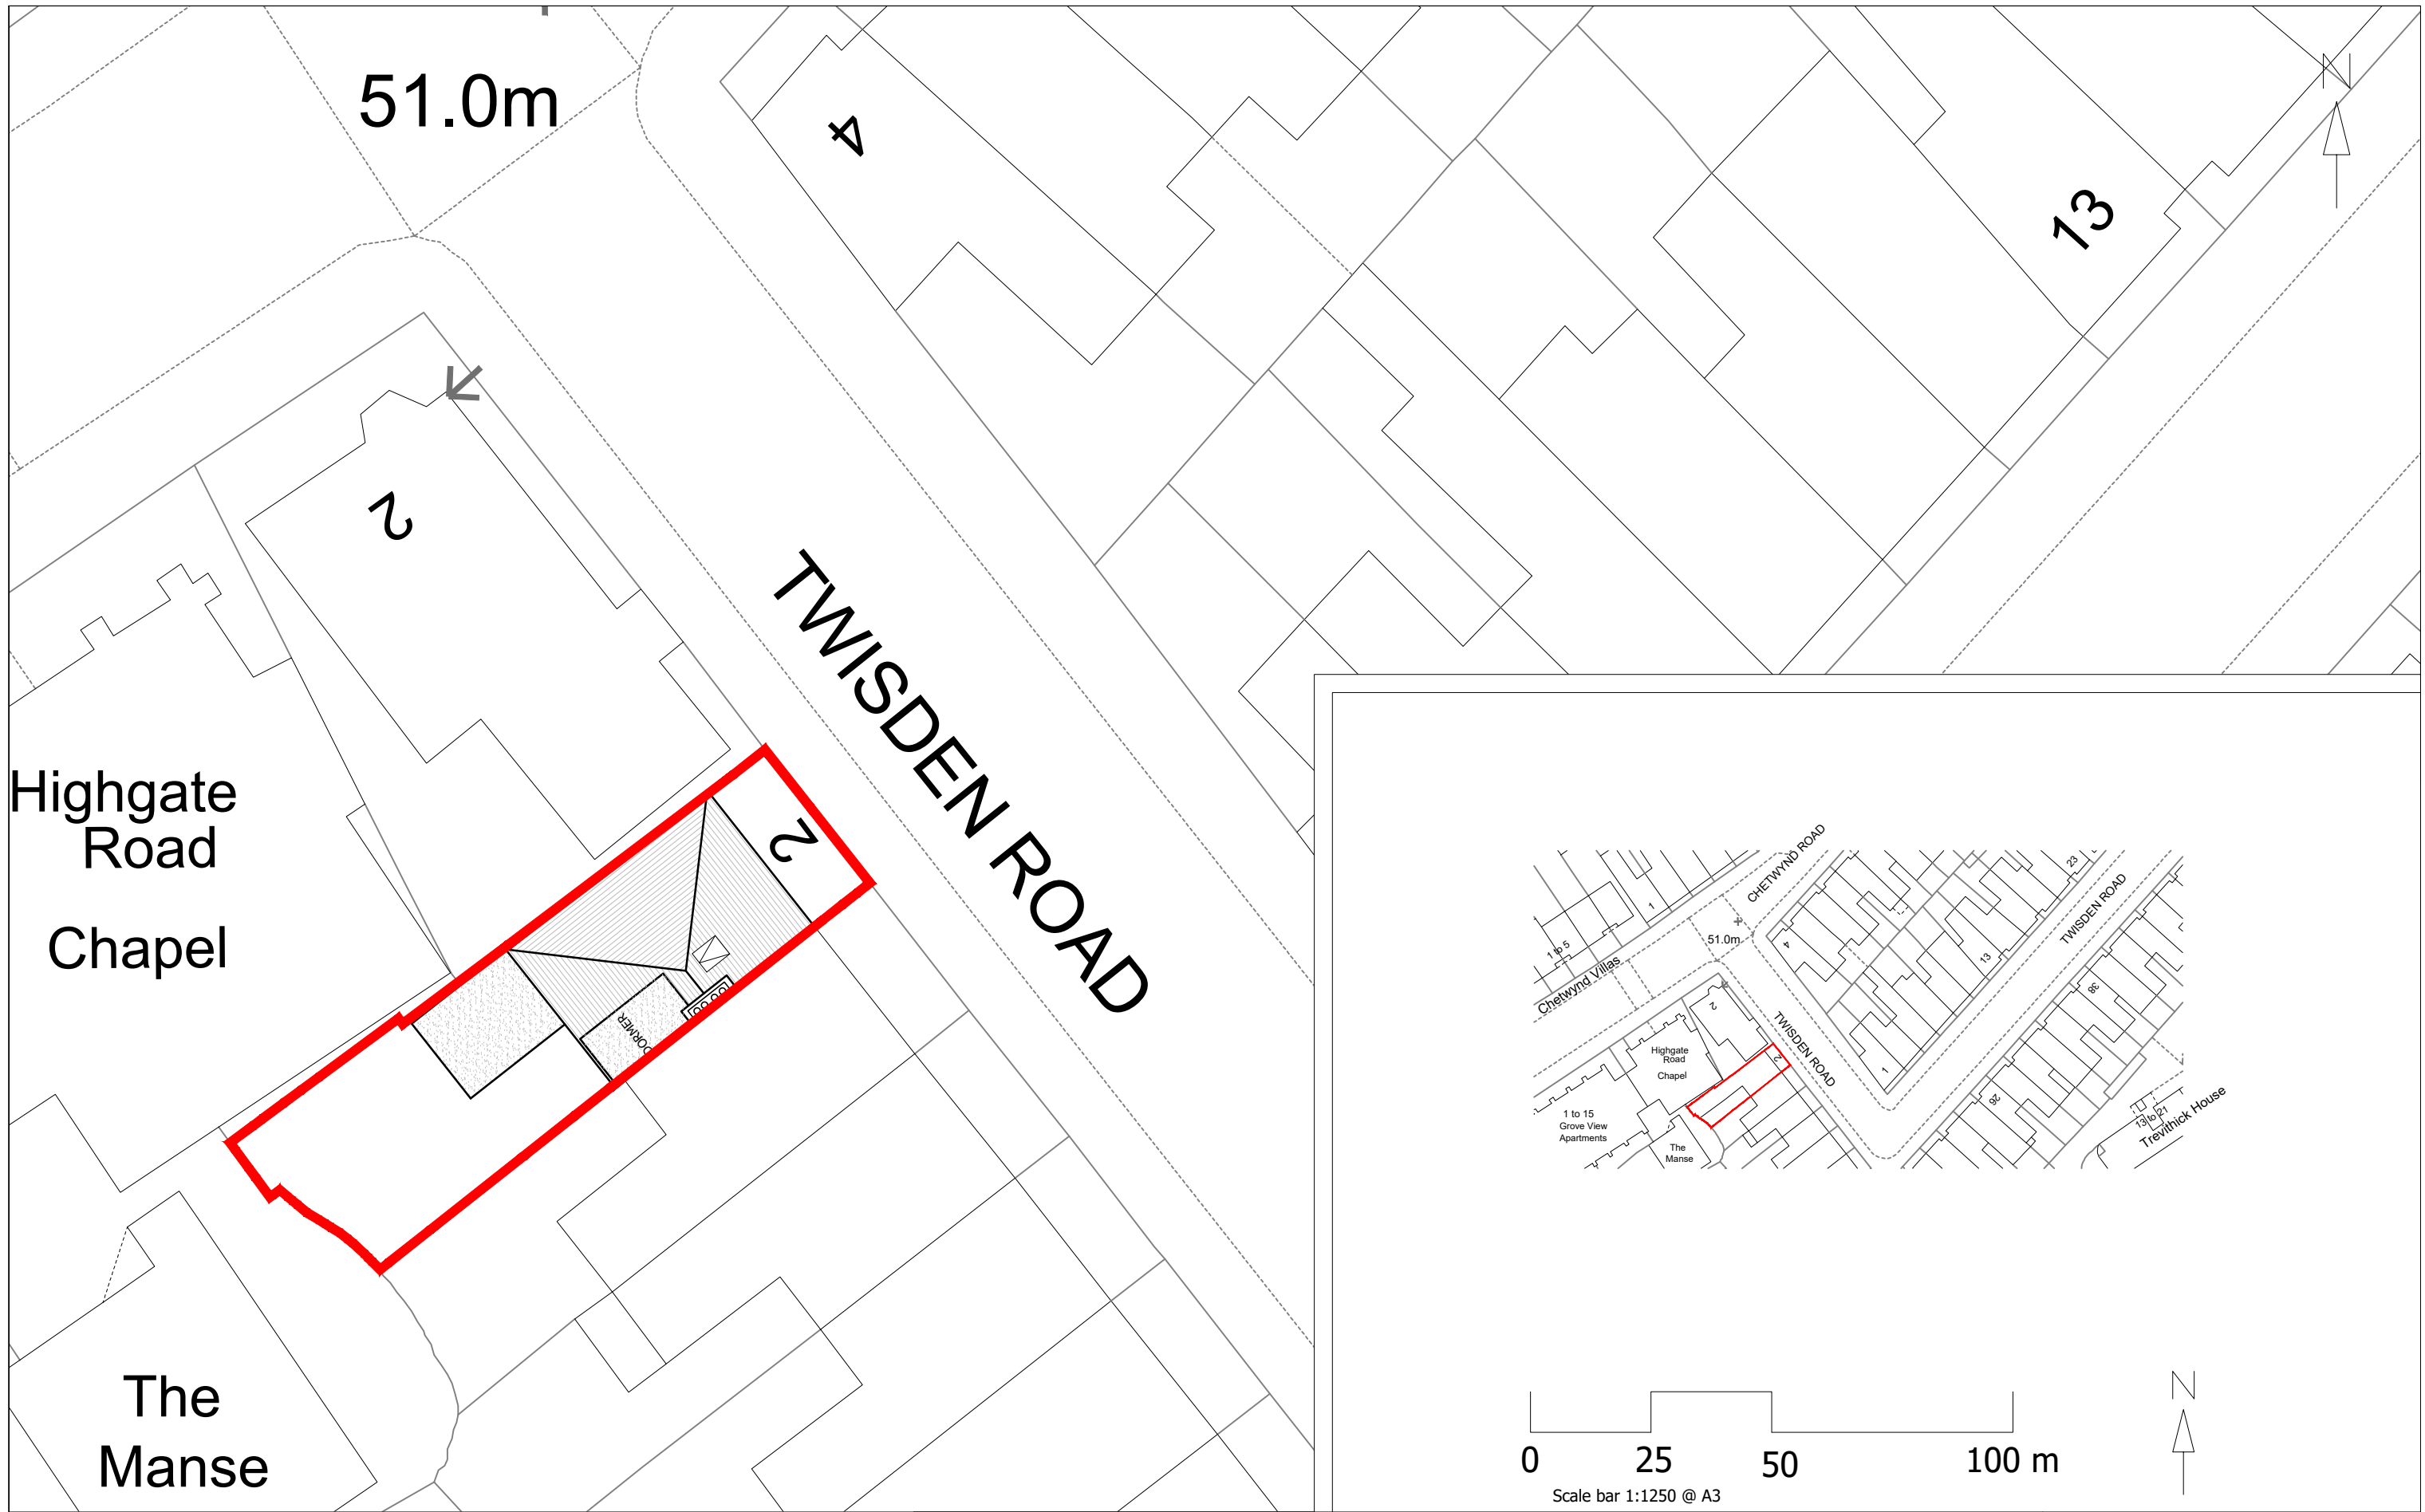 51.0m
4
13
N
2
TWISDEN ROAD
2
DORMER
Highgate
Road
Chapel
The
Manse
CHETWYND ROAD
1
1 to 5
51.0m
Chetwynd Villas
4
23
13
TWISDEN ROAD
38
2
TWISDEN ROAD
Highgate
Road
Chapel
2
1
26
1 to 15
Grove View
Apartments
The
Manse
13 to 21
Trevithick House
N
0 25 50 100 m
Scale bar 1:1250 @ A3